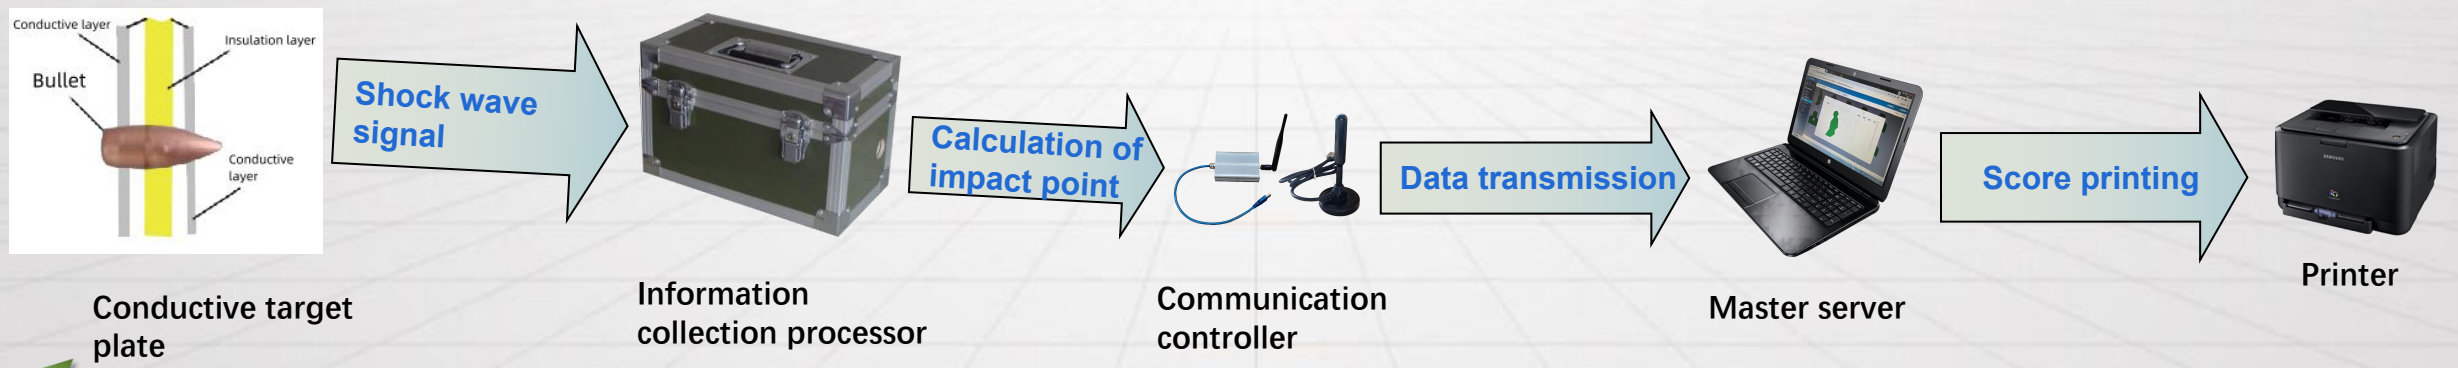 Conductive layer
Insulation layer
Bullet
Conductive
layer
Shock wave
signal
Calculation of
impact point
Data transmission
Score printing
SAMSUNG
Conductive target
plate
Information
collection processor
Communication
controller
Master server
Printer